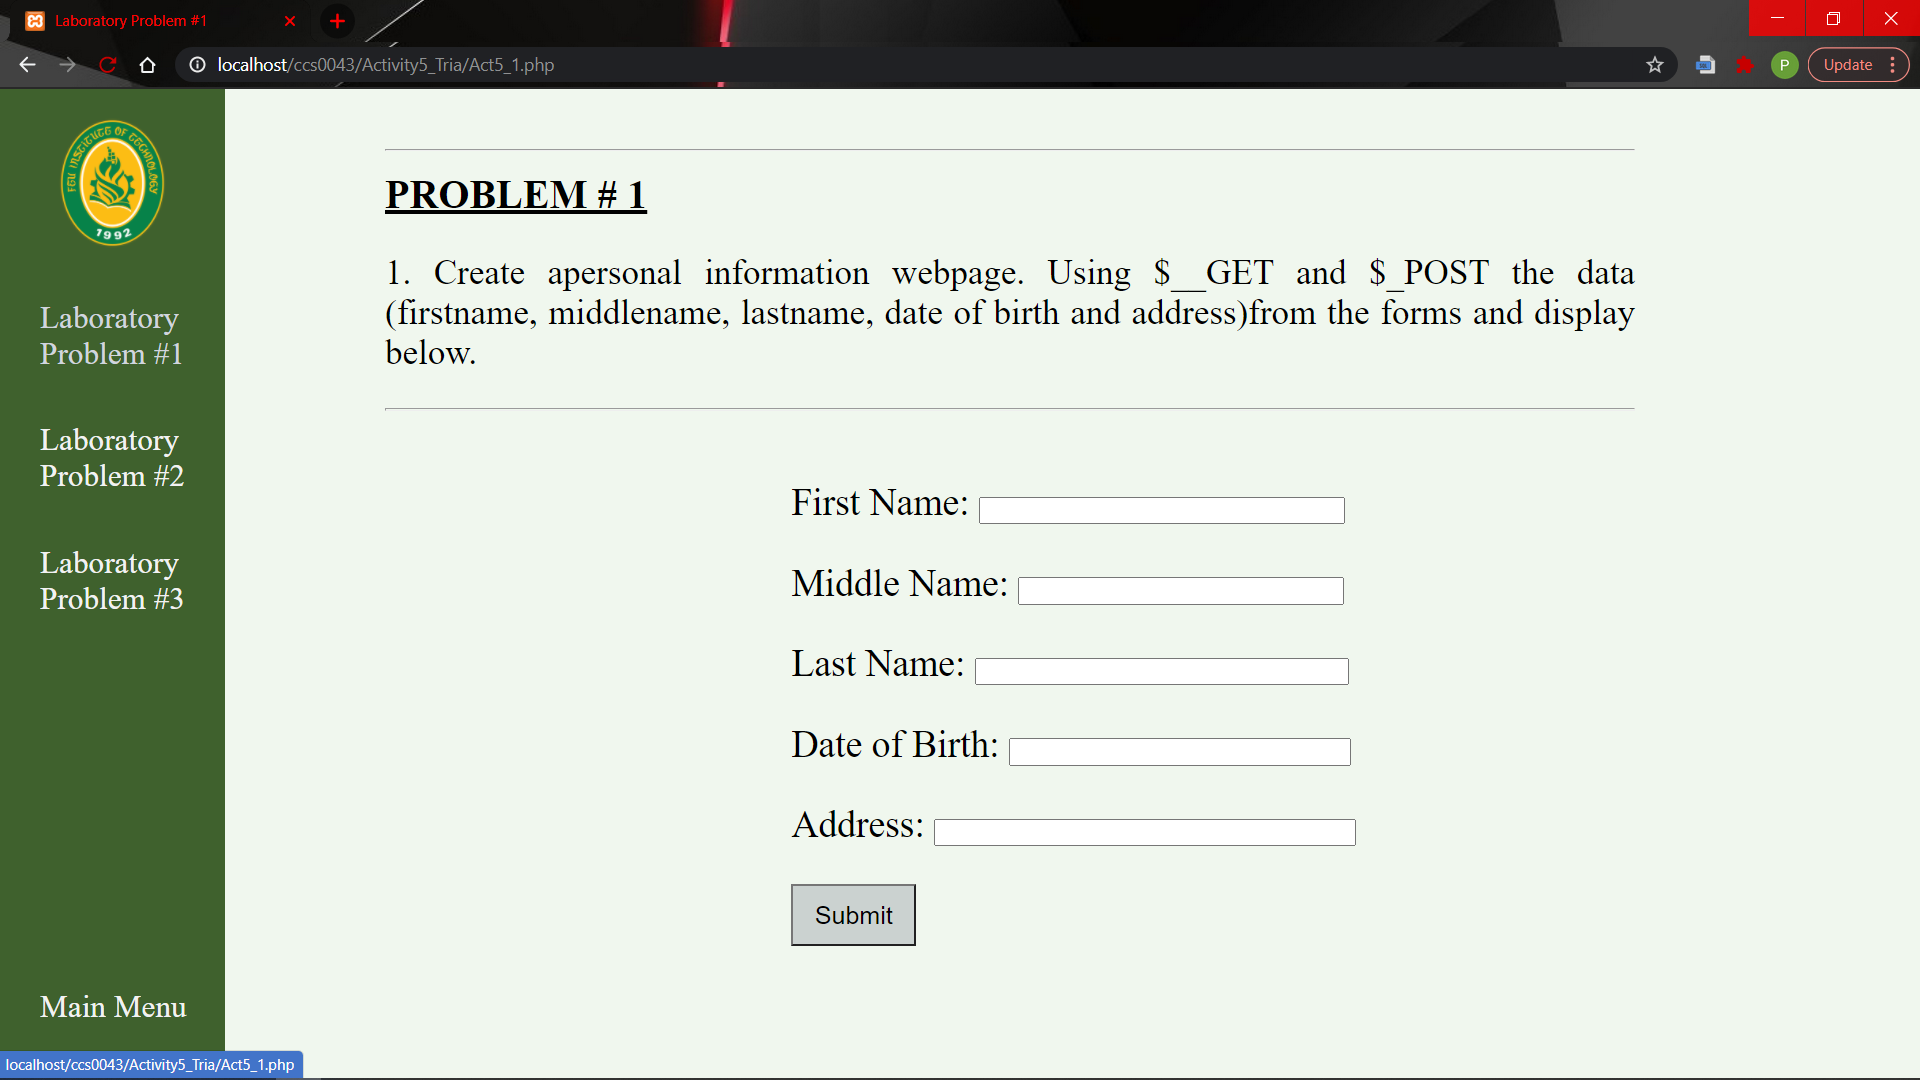 Laboratory Problem #1
localhost/ccs0043/Activity5_Tria/Act5_1.php
P
Update
FEU INSTITUTE OF TECHNOLOGY
1992
Laboratory
Problem #1
Laboratory
Problem #2
Laboratory
Problem #3
Main Menu
PROBLEM # 1
1. Create apersonal information webpage. Using $__GET and $_POST the data
(firstname, middlename, lastname, date of birth and address)from the forms and display
below.
First Name:
Middle Name:
Last Name:
Date of Birth:
Address:
Submit
localhost/ccs0043/Activity5_Tria/Act5_1.php